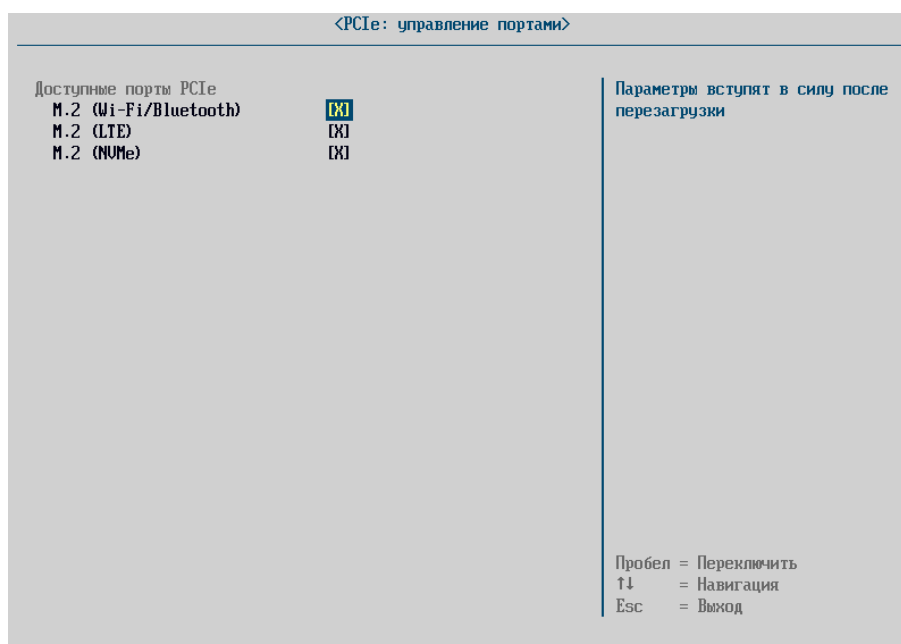 <PCIe: управление портами>
Доступные порты PCIe
M.2 (Wi-Fi/Bluetooth) [X]
M.2 (LTE) [X]
M.2 (NVMe) [X]
Параметры вступят в силу после
перезагрузки
Пробел = Переключить
↑↓ = Навигация
Esc = Выход